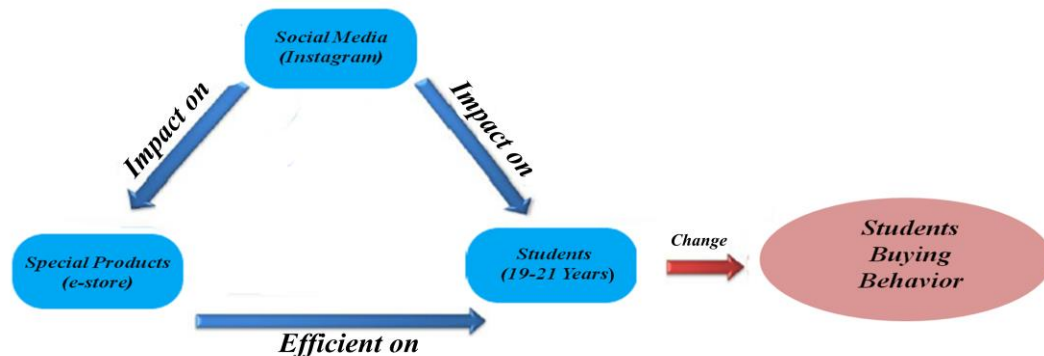 Social Media
(Instagram)
Impact on
Impact on
Special Products
(e-store)
Students
(19-21 Years)
Change
Students
Buying
Behavior
Efficient on